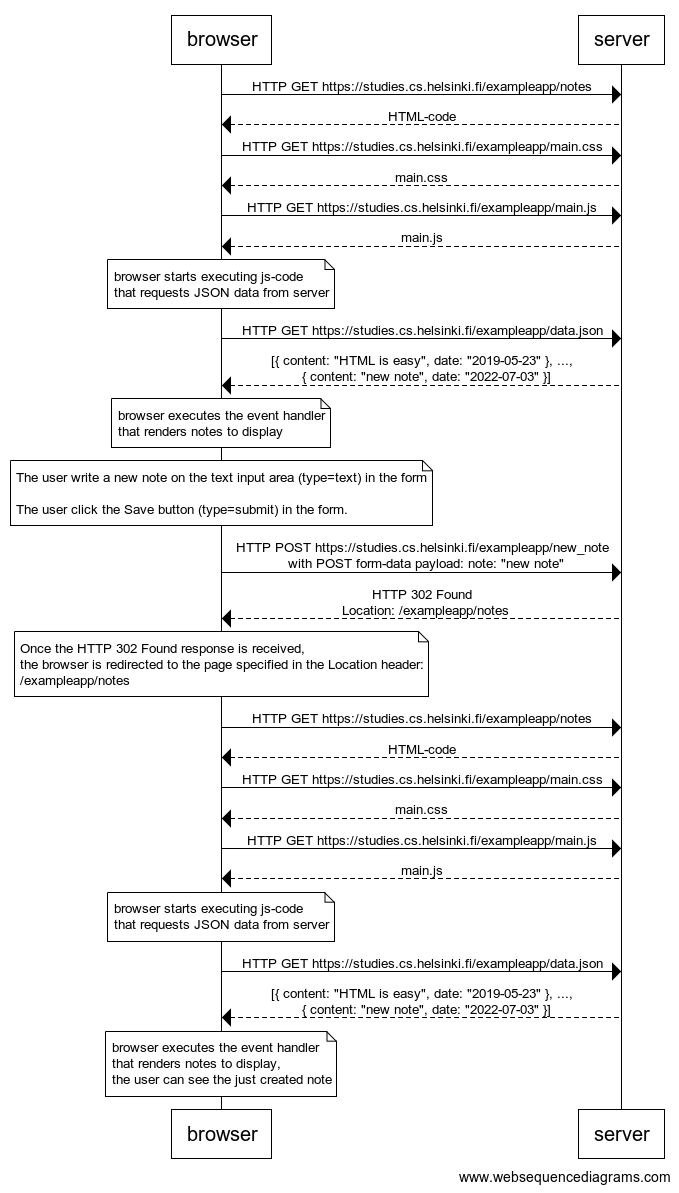 browser
server
HTTP GET https://studies.cs.helsinki.fi/exampleapp/notes
HTML-code
HTTP GET https://studies.cs.helsinki.fi/exampleapp/main.css
main.css
HTTP GET https://studies.cs.helsinki.fi/exampleapp/main.js
main.js
browser starts executing js-code
that requests JSON data from server
HTTP GET https://studies.cs.helsinki.fi/exampleapp/data.json
[{ content: "HTML is easy", date: "2019-05-23" }, ...,
{ content: "new note", date: "2022-07-03" }]
browser executes the event handler
that renders notes to display
The user write a new note on the text input area (type=text) in the form
The user click the Save button (type=submit) in the form.
HTTP POST https://studies.cs.helsinki.fi/exampleapp/new_note
with POST form-data payload: note: "new note"
HTTP 302 Found
Location: /exampleapp/notes
Once the HTTP 302 Found response is received,
the browser is redirected to the page specified in the Location header:
/exampleapp/notes
HTTP GET https://studies.cs.helsinki.fi/exampleapp/notes
HTML-code
HTTP GET https://studies.cs.helsinki.fi/exampleapp/main.css
main.css
HTTP GET https://studies.cs.helsinki.fi/exampleapp/main.js
main.js
browser starts executing js-code
that requests JSON data from server
HTTP GET https://studies.cs.helsinki.fi/exampleapp/data.json
[{ content: "HTML is easy", date: "2019-05-23" }, ...,
{ content: "new note", date: "2022-07-03" }]
browser executes the event handler
that renders notes to display,
the user can see the just created note
browser
server
www.websequencediagrams.com